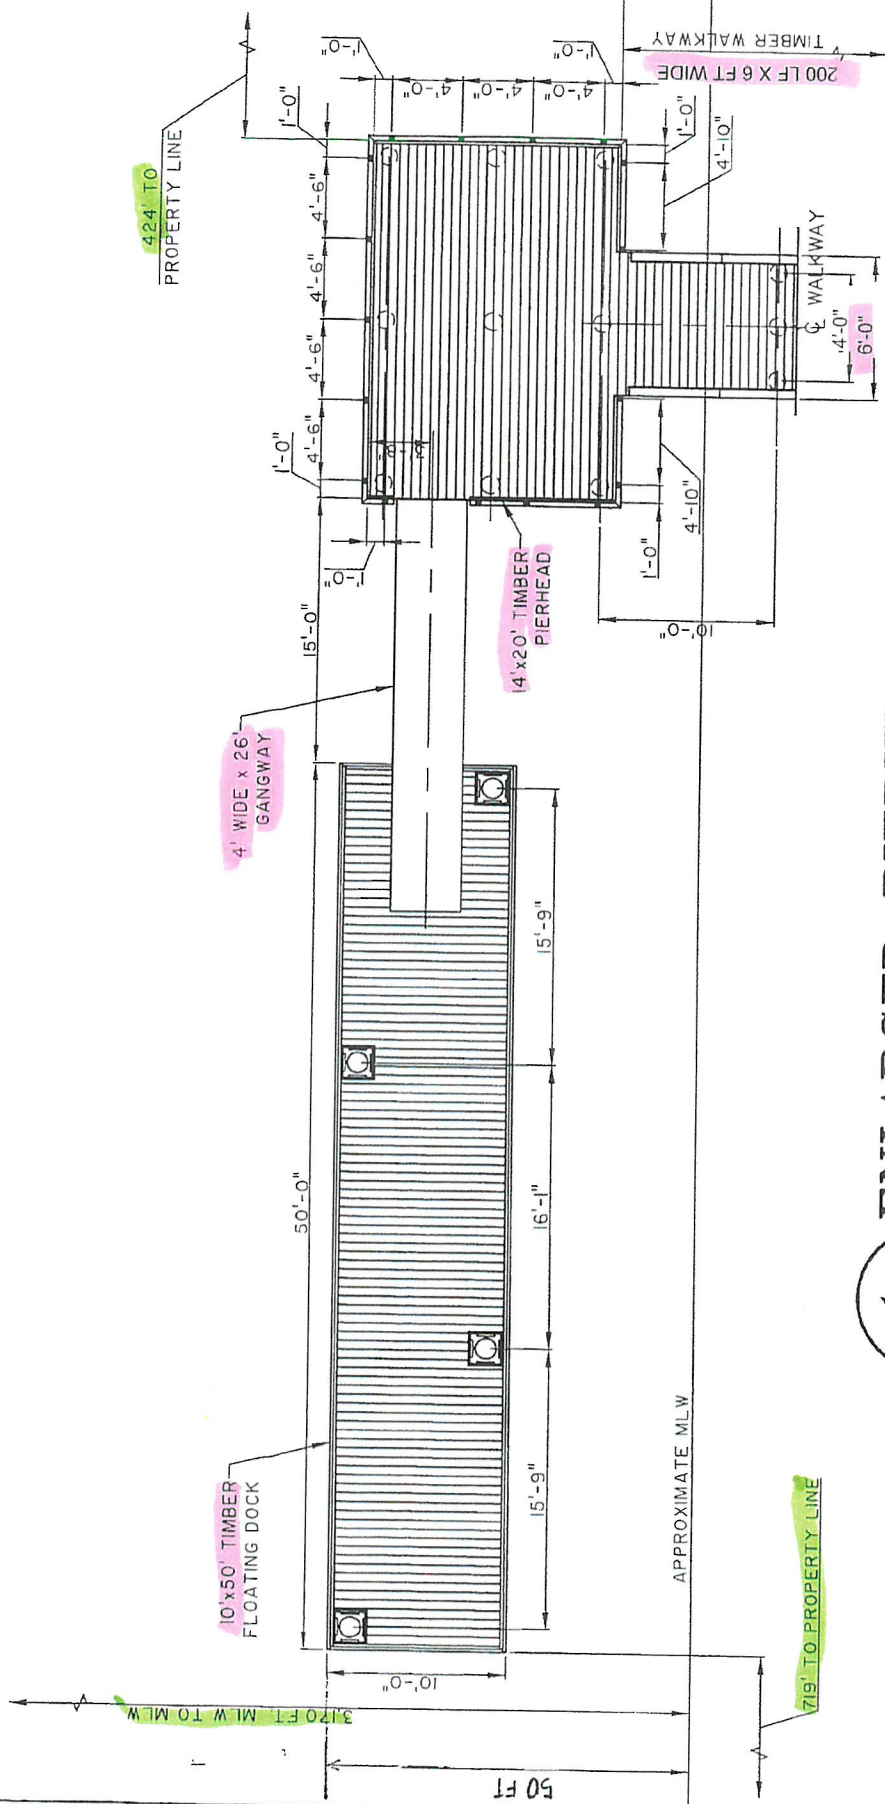 424' TO
PROPERTY LINE
1'-0"
4'-6"
4'-6"
4'-6"
4'-6"
1'-0"
1'-0"
4'-0"
4'-0"
4'-0"
1'-0"
200 LF X 6 FT WIDE
TIMBER WALKWAY
1'-0"
4'-10"
℄ WALKWAY
4'-0"
6'-0"
4'-10"
1'-0"
10'-0"
14'x20' TIMBER
PIERHEAD
1'-0"
15'-0"
4' WIDE x 26'
GANGWAY
50'-0"
15'-9"
16'-1"
15'-9"
10'x50' TIMBER
FLOATING DOCK
10'-0"
3,170 FT. MLW TO MLW
50 FT
APPROXIMATE MLW
719' TO PROPERTY LINE